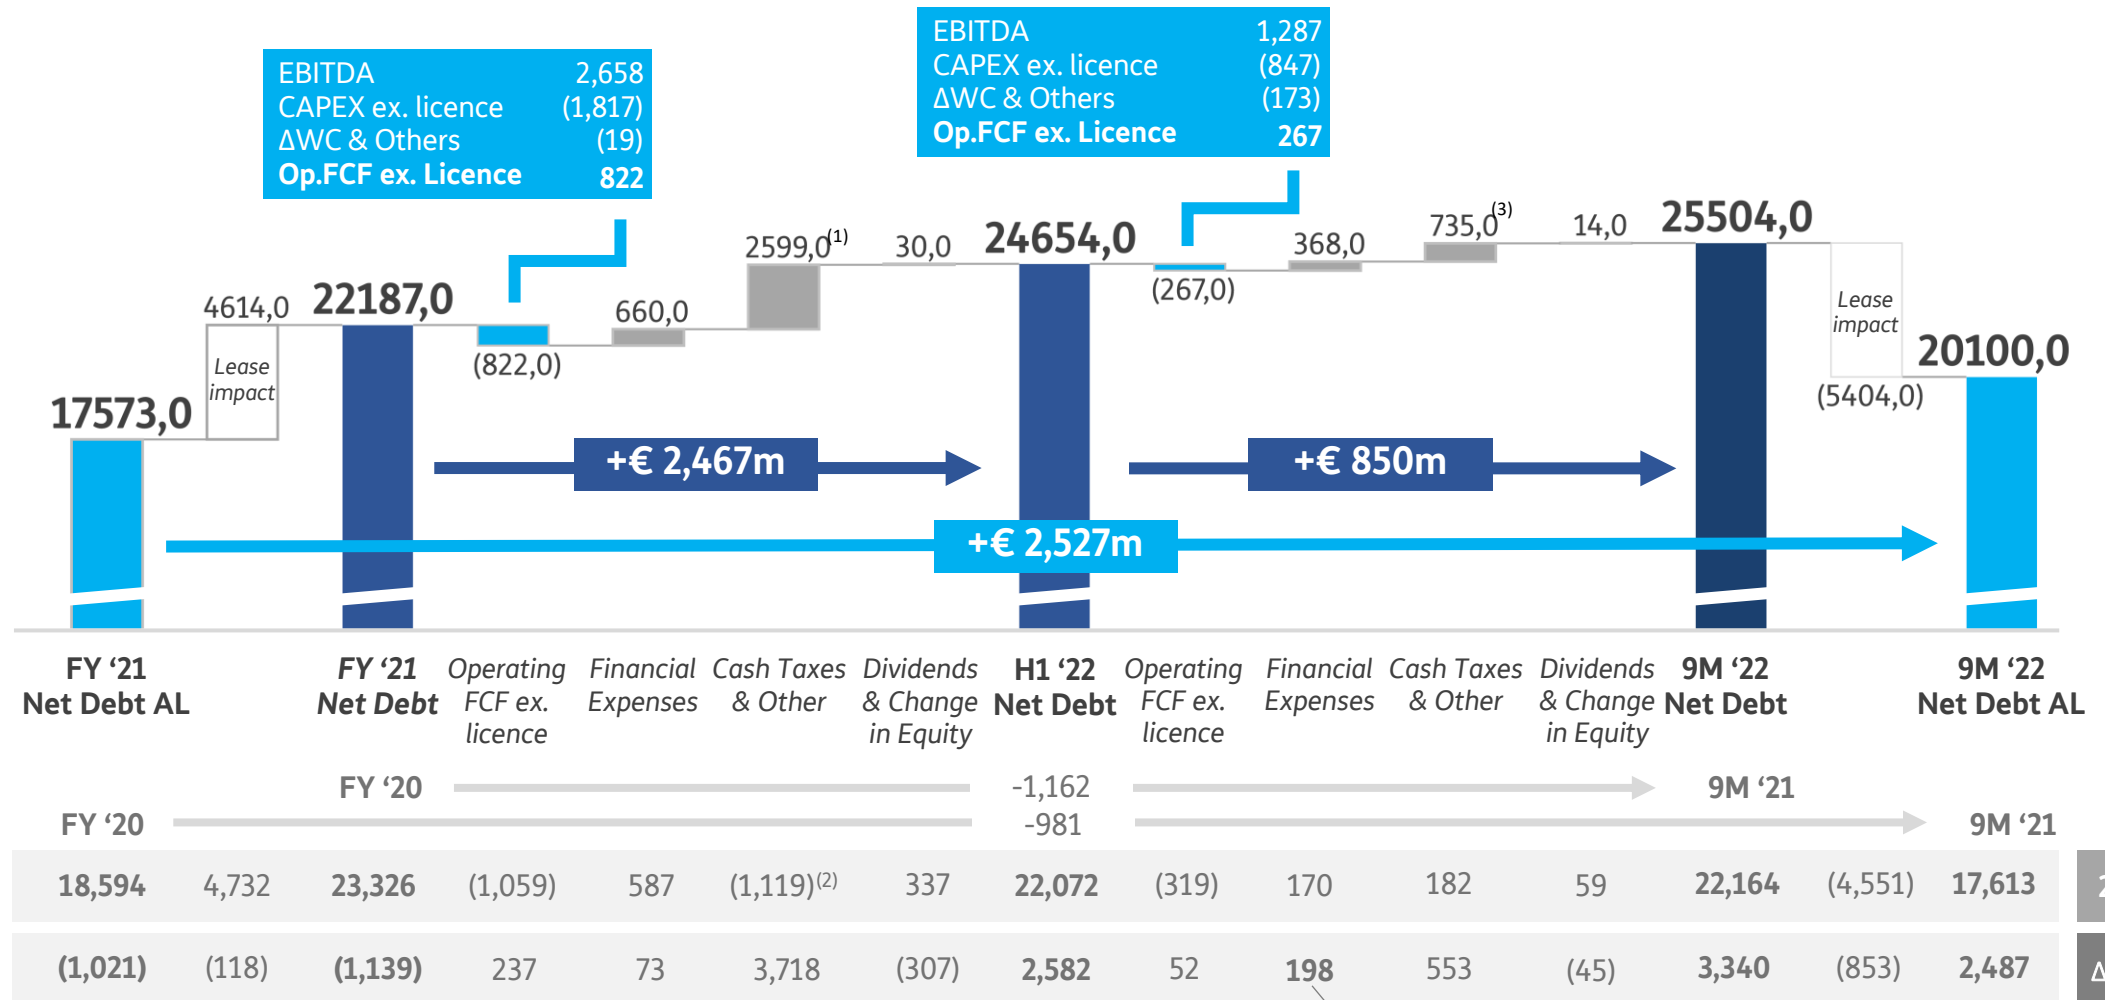 EBITDA 2,658
CAPEX ex. licence (1,817)
ΔWC & Others (19)
Op.FCF ex. Licence 822
EBITDA 1,287
CAPEX ex. licence (847)
ΔWC & Others (173)
Op.FCF ex. Licence 267
17573,0
4614,0
Lease
impact
22187,0
(822,0)
660,0
2599,0(1)
30,0
24654,0
(267,0)
368,0
735,0(3)
14,0
25504,0
Lease
impact
(5404,0)
20100,0
+€ 2,467m
+€ 850m
+€ 2,527m
FY ‘21
Net Debt AL
FY ‘21
Net Debt
Operating
FCF ex.
licence
Financial
Expenses
Cash Taxes
& Other
Dividends
& Change
in Equity
H1 ‘22
Net Debt
Operating
FCF ex.
licence
Financial
Expenses
Cash Taxes
& Other
Dividends
& Change
in Equity
9M ‘22
Net Debt
9M ‘22
Net Debt AL
FY ‘20 -1,162 9M ‘21
FY ‘20 -981 9M ‘21
18,594 4,732 23,326 (1,059) 587 (1,119)(2) 337 22,072 (319) 170 182 59 22,164 (4,551) 17,613
(1,021) (118) (1,139) 237 73 3,718 (307) 2,582 52 198 553 (45) 3,340 (853) 2,487